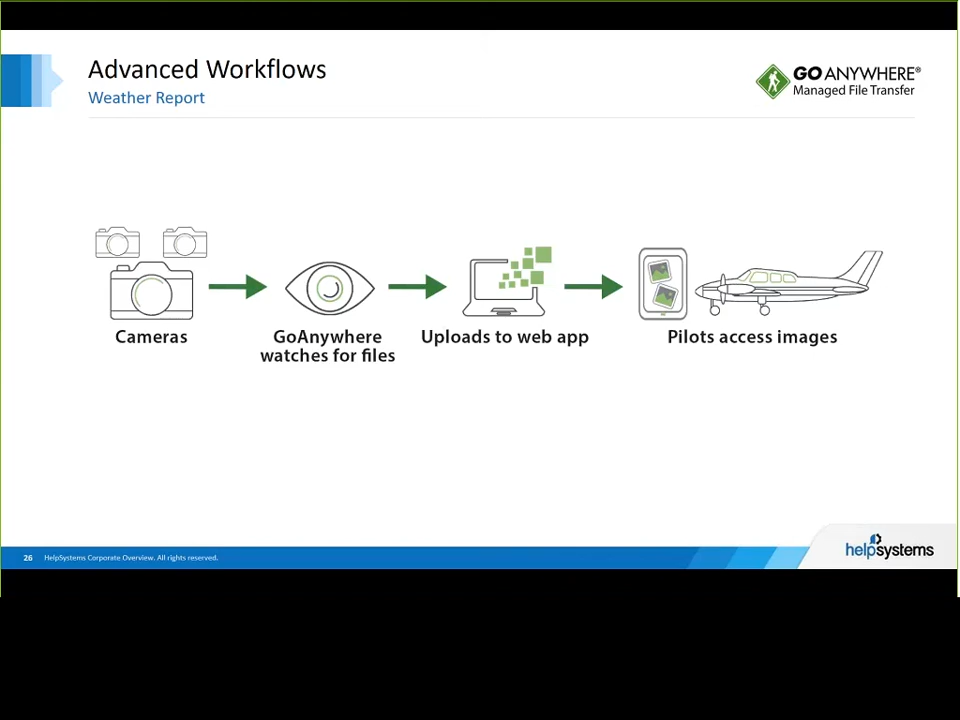 Advanced Workflows
Weather Report
GO ANYWHERE®
Managed File Transfer
Cameras
GoAnywhere
watches for files
Uploads to web app
Pilots access images
26 HelpSystems Corporate Overview. All rights reserved.
helpsystems